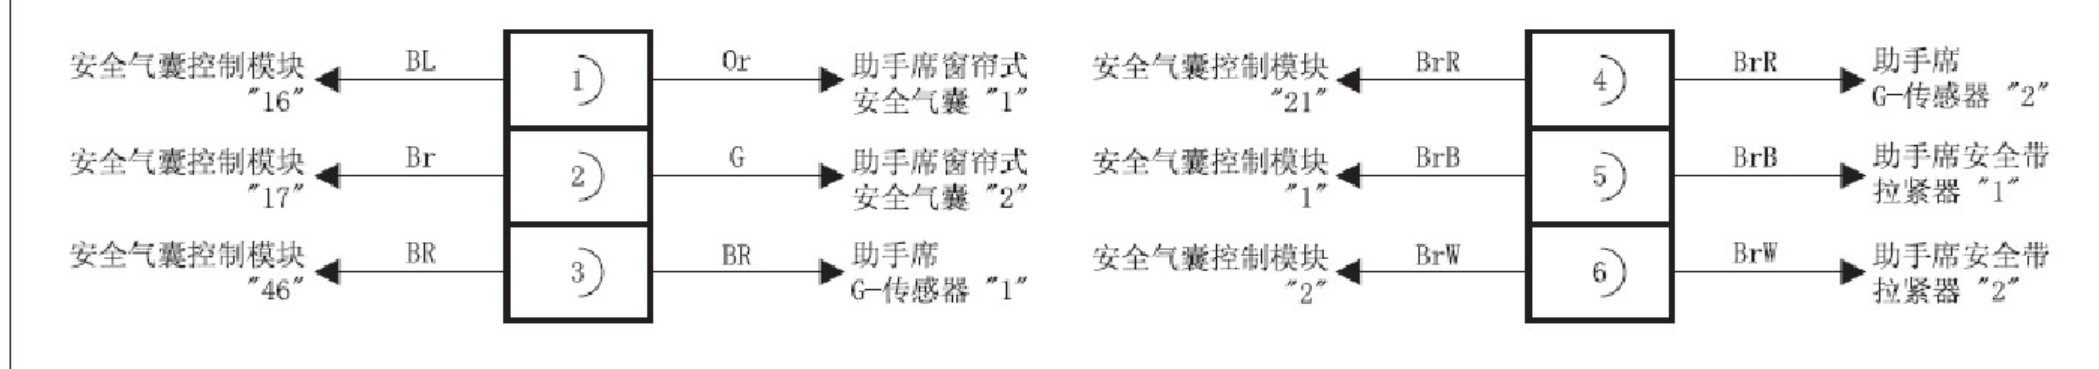 安全气囊控制模块
"16"
BL
1)
Or
助手席窗帘式
安全气囊 "1"
安全气囊控制模块
"17"
Br
2)
G
助手席窗帘式
安全气囊 "2"
安全气囊控制模块
"46"
BR
3)
BR
助手席
G-传感器 "1"
安全气囊控制模块
"21"
BrR
4)
BrR
助手席
G-传感器 "2"
安全气囊控制模块
"1"
BrB
5)
BrB
助手席安全带
拉紧器 "1"
安全气囊控制模块
"2"
BrW
6)
BrW
助手席安全带
拉紧器 "2"